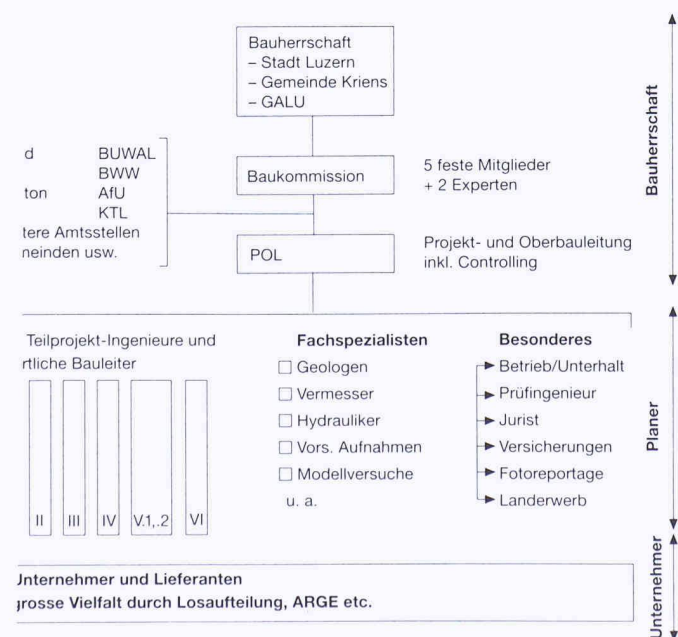 Bauherrschaft
– Stadt Luzern
– Gemeinde Kriens
– GALU
d BUWAL
BWW
ton AfU
KTL
tere Amtsstellen
neinden usw.
Baukommission
5 feste Mitglieder
+ 2 Experten
POL
Projekt- und Oberbauleitung
inkl. Controlling
Bauherrschaft
Teilprojekt-Ingenieure und
rtliche Bauleiter
II III IV V.1,.2 VI
Fachspezialisten
Geologen
Vermesser
Hydrauliker
Vors. Aufnahmen
Modellversuche
u. a.
Besonderes
Betrieb/Unterhalt
Prüfingenieur
Jurist
Versicherungen
Fotoreportage
Landerwerb
Planer
Unternehmer und Lieferanten
grosse Vielfalt durch Losaufteilung, ARGE etc.
Unternehmer